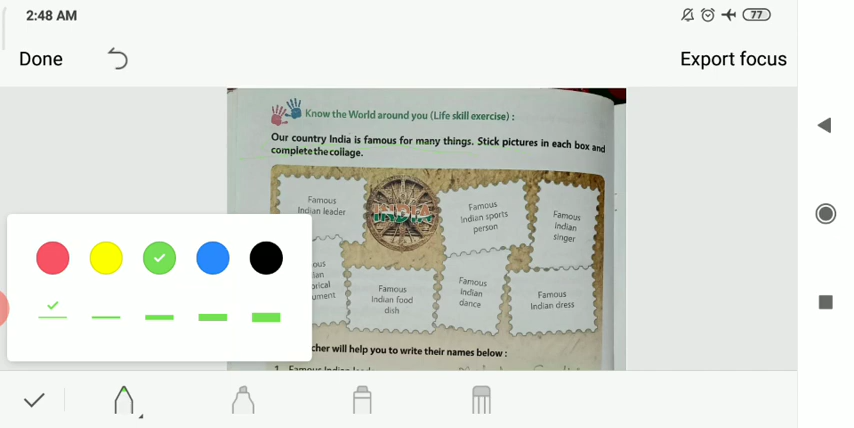 2:48 AM
77
Done
Export focus
Know the World around you (Life skill exercise) :
Our country India is famous for many things. Stick pictures in each box and
complete the collage.
Famous
Indian leader
Famous
Indian sports
person
Famous
Indian
singer
Famous
Indian food
dish
Famous
Indian
dance
Famous
Indian dress
will help you to write their names below :